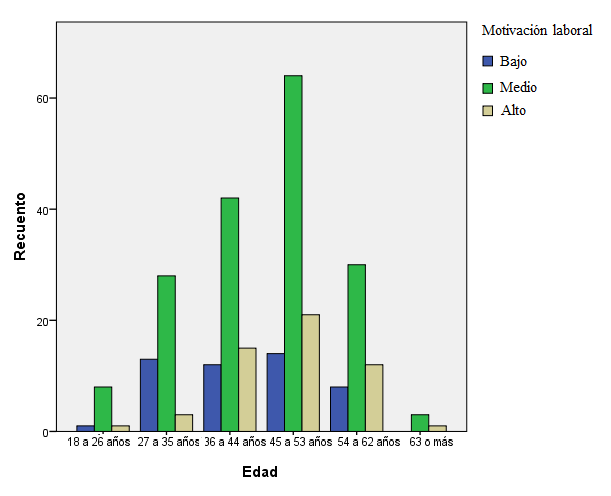 Motivación laboral
Bajo
Medio
Alto
Recuento
60
40
20
0
18 a 26 años 27 a 35 años 36 a 44 años 45 a 53 años 54 a 62 años 63 o más
Edad